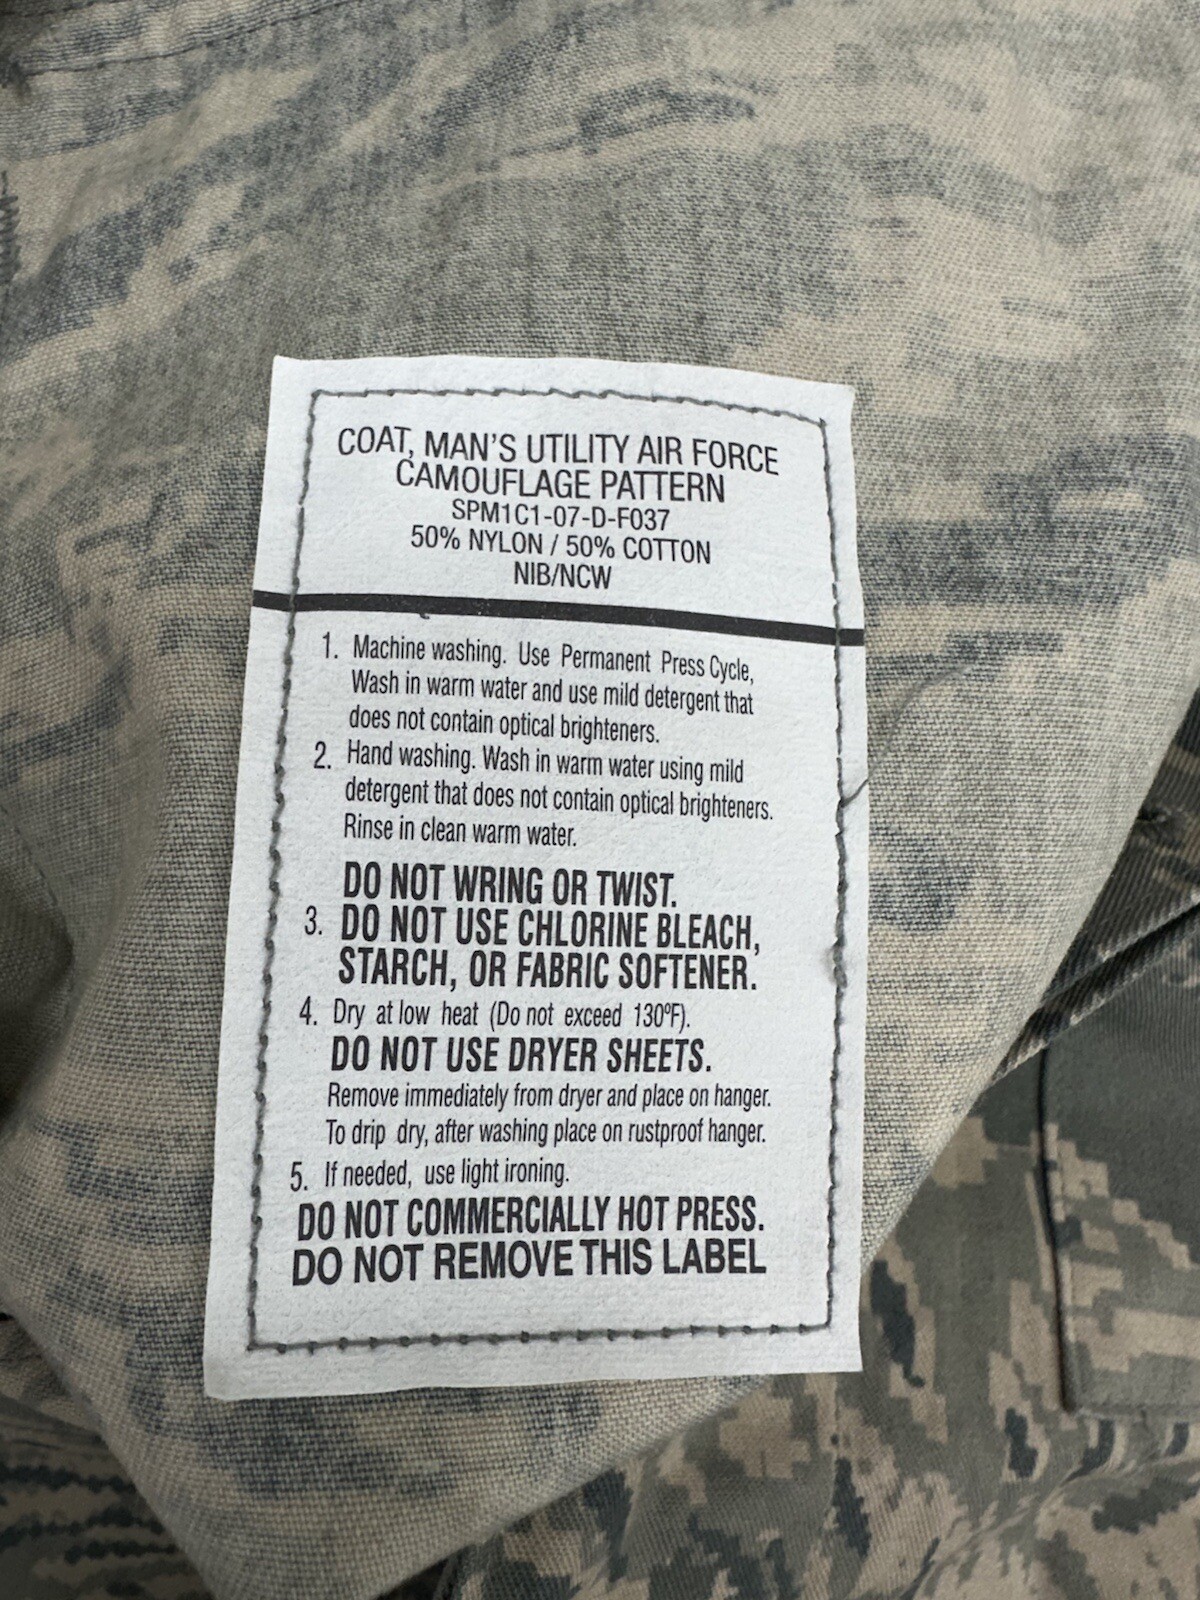 COAT, MAN'S UTILITY AIR FORCE
CAMOUFLAGE PATTERN
SPM1C1-07-D-F037
50% NYLON / 50% COTTON
NIB/NCW
1. Machine washing. Use Permanent Press Cycle,
Wash in warm water and use mild detergent that
does not contain optical brighteners.
2. Hand washing. Wash in warm water using mild
detergent that does not contain optical brighteners.
Rinse in clean warm water.
DO NOT WRING OR TWIST.
3. DO NOT USE CHLORINE BLEACH,
STARCH, OR FABRIC SOFTENER.
4. Dry at low heat (Do not exceed 130ºF).
DO NOT USE DRYER SHEETS.
Remove immediately from dryer and place on hanger.
To drip dry, after washing place on rustproof hanger.
5. If needed, use light ironing.
DO NOT COMMERCIALLY HOT PRESS.
DO NOT REMOVE THIS LABEL